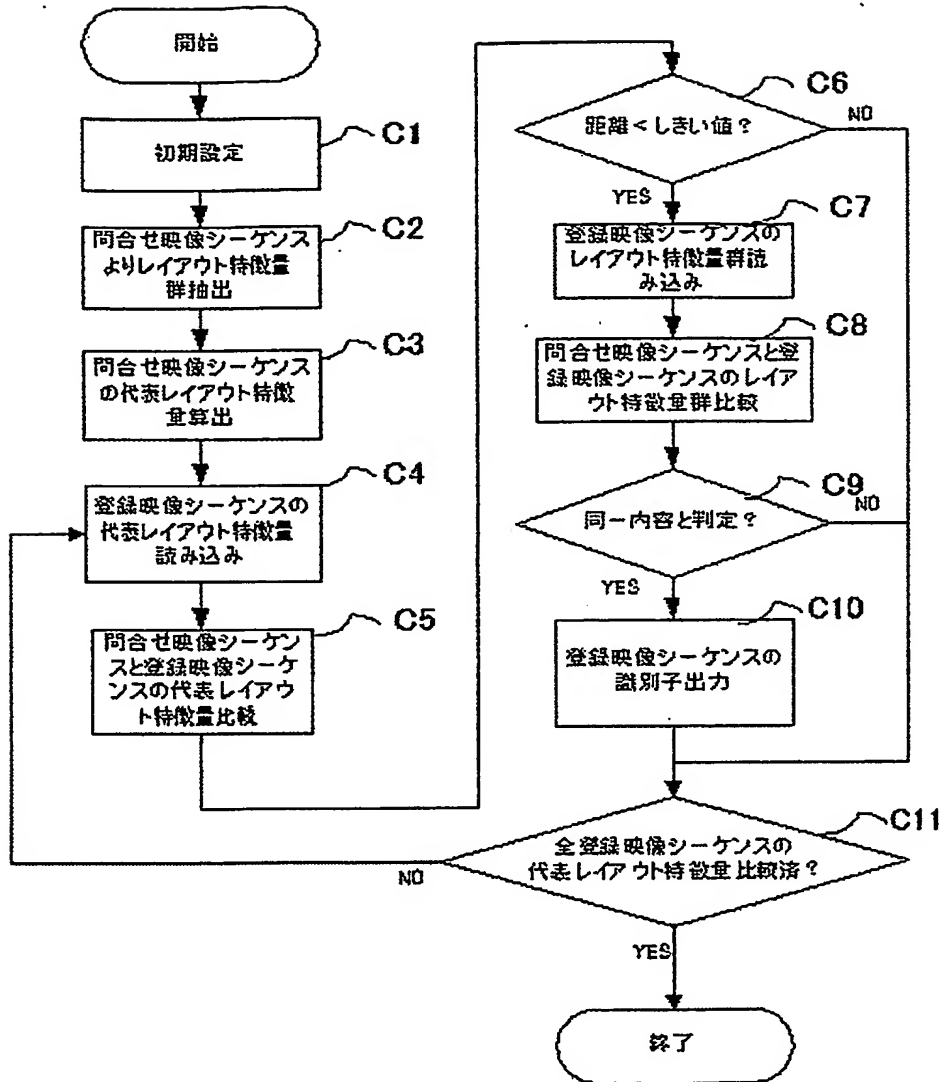 開始
初期設定
C1
問合せ映像シーケンス
よりレイアウト特徴量
群抽出
C2
問合せ映像シーケンス
の代表レイアウト特徴
量算出
C3
登録映像シーケンスの
代表レイアウト特徴量
読み込み
C4
問合せ映像シーケン
スと登録映像シーケ
ンスの代表レイアウ
ト特徴量比較
C5
距離<しきい値?
C6
NO
YES
登録映像シーケンスの
レイアウト特徴量群読
み込み
C7
問合せ映像シーケンスと登
録映像シーケンスのレイア
ウト特徴量群比較
C8
同一内容と判定?
C9
NO
YES
登録映像シーケンスの
識別子出力
C10
全登録映像シーケンスの
代表レイアウト特徴量比較済?
C11
NO
YES
終了